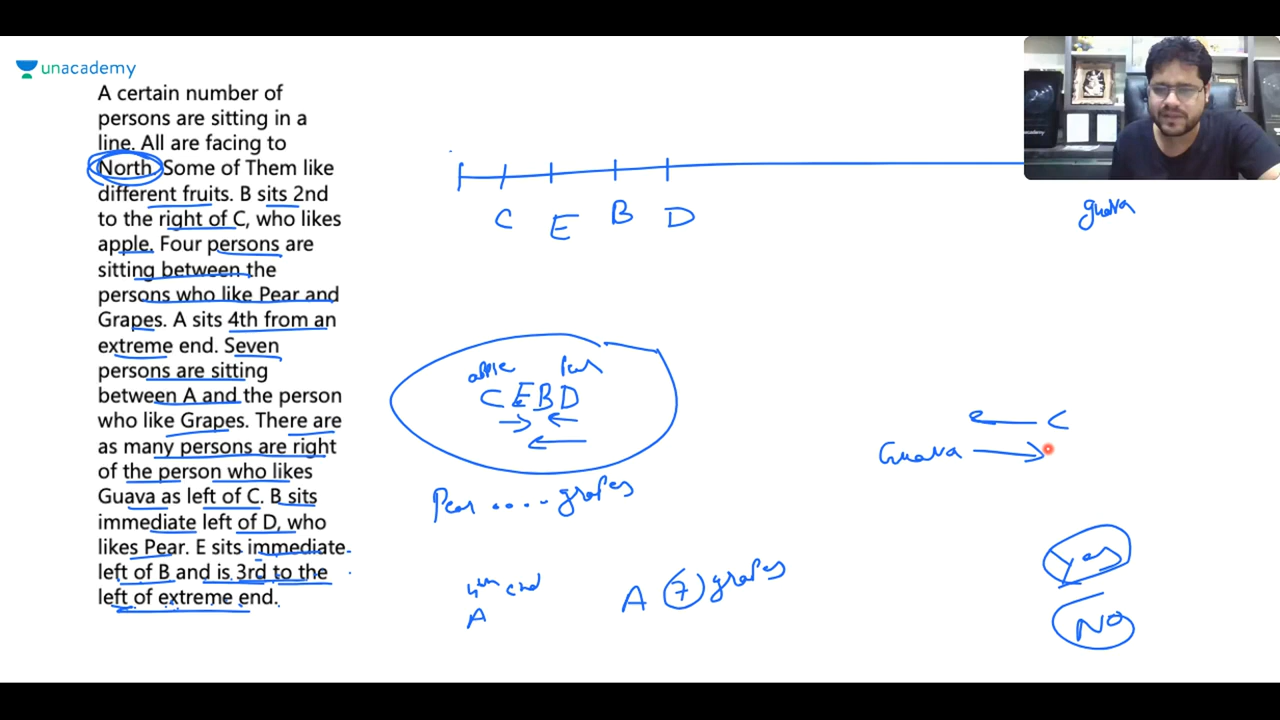 unacademy
A certain number of
persons are sitting in a
line. All are facing to
North. Some of Them like
different fruits. B sits 2nd
to the right of C, who likes
apple. Four persons are
sitting between the
persons who like Pear and
Grapes. A sits 4th from an
extreme end. Seven
persons are sitting
between A and the person
who like Grapes. There are
as many persons are right
of the person who likes
Guava as left of C. B sits
immediate left of D, who
likes Pear. E sits immediate
left of B and is 3rd to the
left of extreme end.
C E B D
guava
apple Pear
C E B D
Pear .... grapes
C
Guava
4th end
A
A 7 grapes
Yes
No